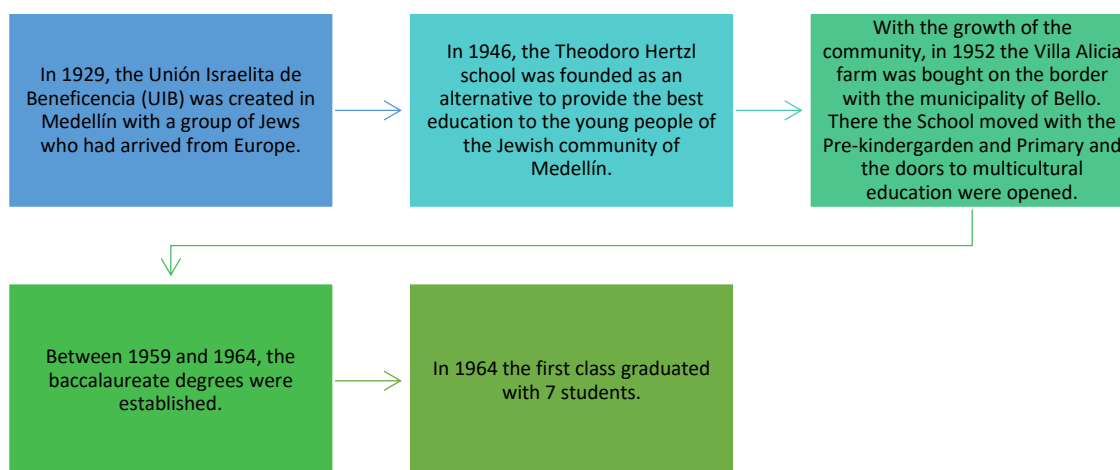 In 1929, the Unión Israelita de
Beneficencia (UIB) was created in
Medellín with a group of Jews
who had arrived from Europe.
In 1946, the Theodoro Hertzl
school was founded as an
alternative to provide the best
education to the young people of
the Jewish community of
Medellín.
With the growth of the
community, in 1952 the Villa Alicia
farm was bought on the border
with the municipality of Bello.
There the School moved with the
Pre-kindergarden and Primary and
the doors to multicultural
education were opened.
Between 1959 and 1964, the
baccalaureate degrees were
established.
In 1964 the first class graduated
with 7 students.